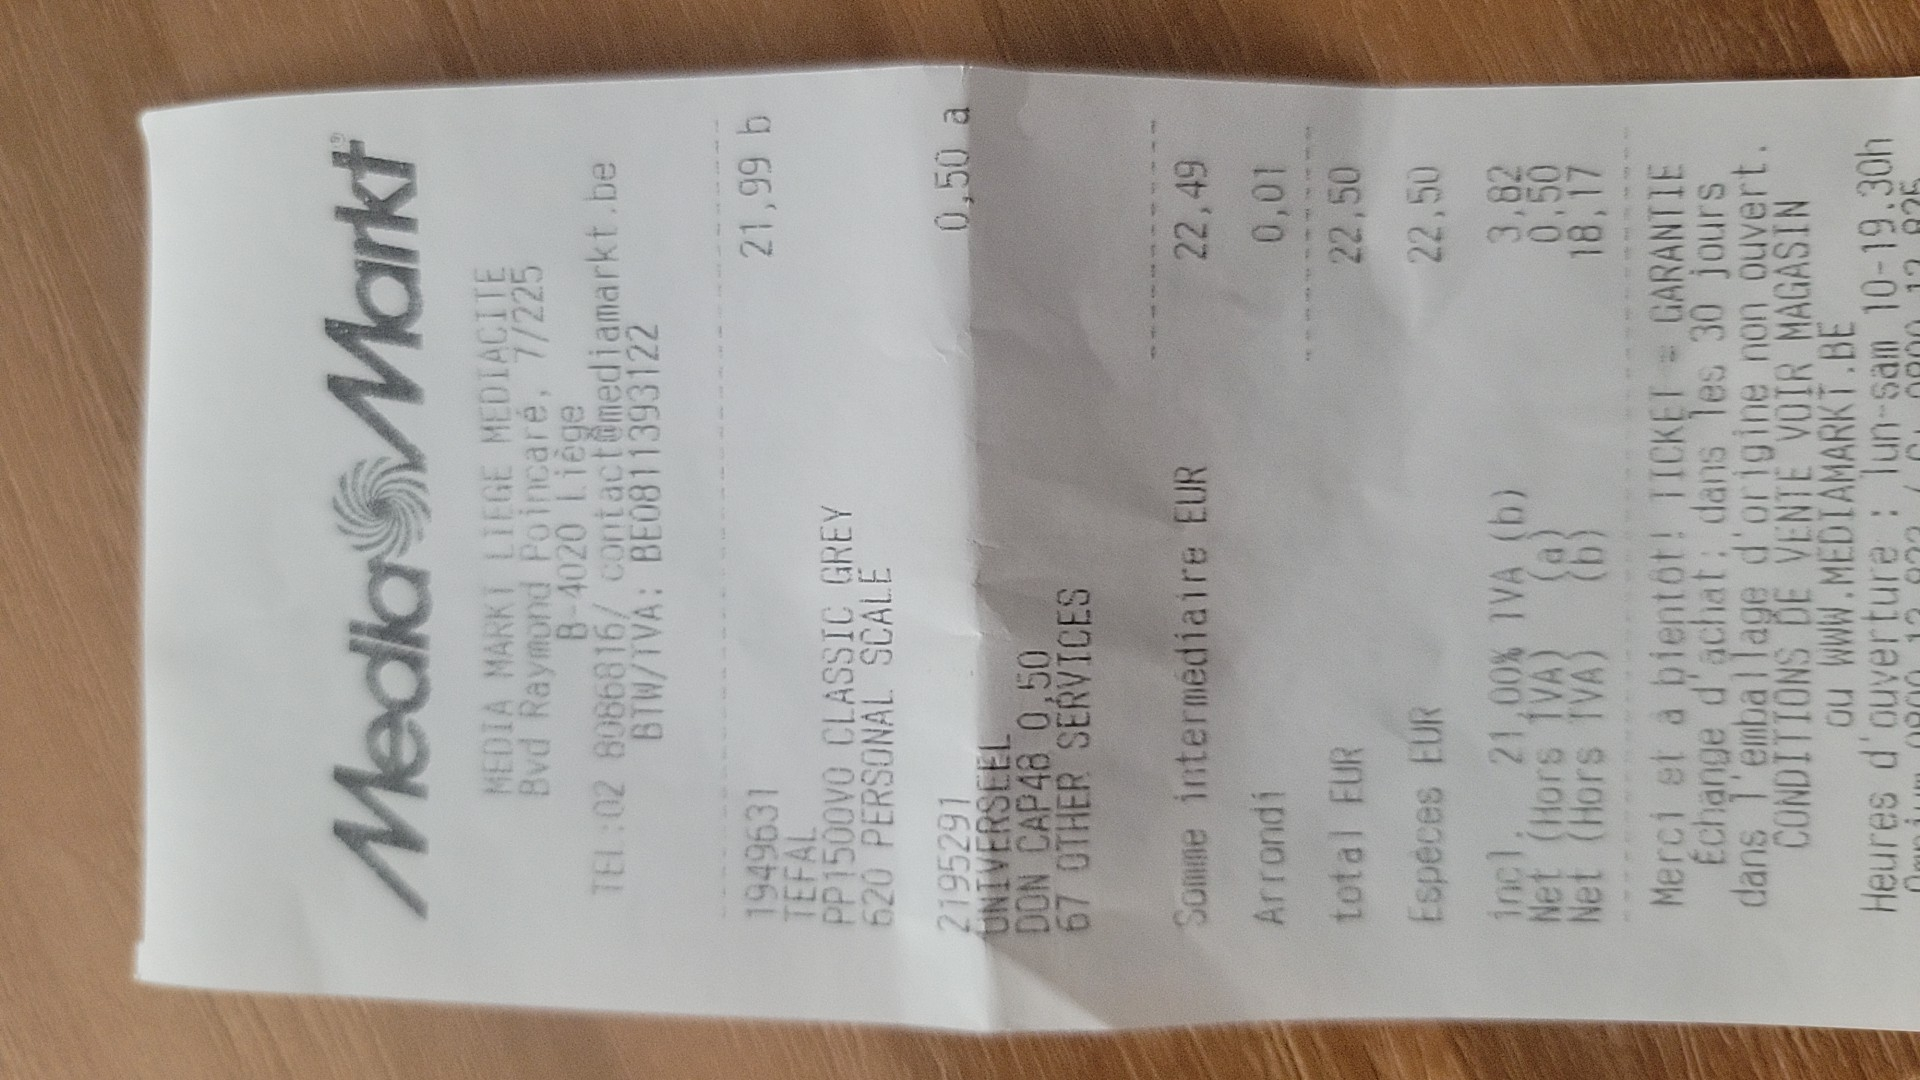 MediaMarkt®
MEDIA MARKT LIEGE MEDIACITE
Bvd Raymond Poincaré, 7/225
B-4020 Liège
TEL:02 8086816/ contact@mediamarkt.be
BTW/TVA: BE0811393122
1949631 21,99 b
TEFAL
PP1500VO CLASSIC GREY
620 PERSONAL SCALE
2195291 0,50 a
UNIVERSEEL
DON CAP48 0,50
67 OTHER SERVICES
Somme intermédiaire EUR 22,49
Arrondi 0,01
total EUR 22,50
Espèces EUR 22,50
incl. 21,00% TVA (b) 3,82
Net (Hors TVA) (a) 0,50
Net (Hors TVA) (b) 18,17
Merci et a bientôt! TICKET = GARANTIE
Échange d'achat: dans les 30 jours
dans l'emballage d'origine non ouvert.
CONDITIONS DE VENTE VOIR MAGASIN
ou WWW.MEDIAMARKT.BE
Heures d'ouverture : lun-sam 10-19.30h